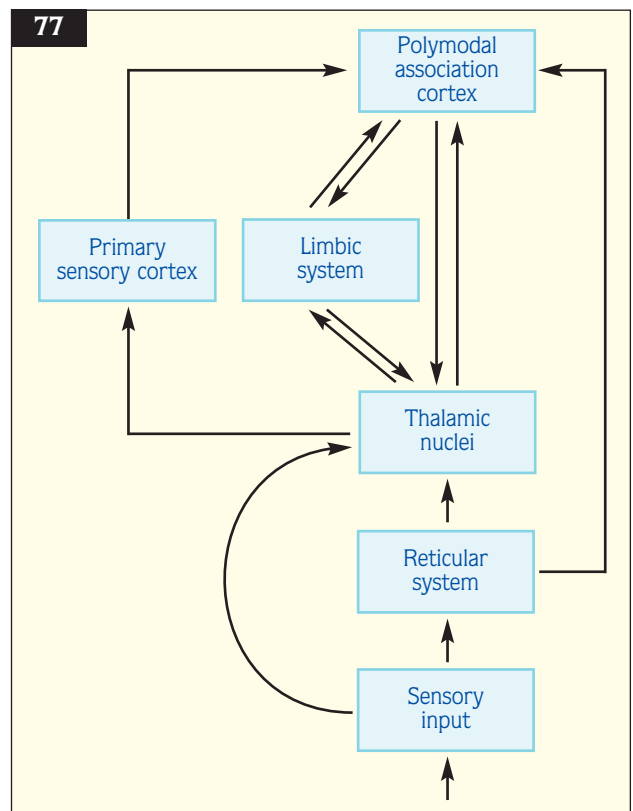 77
Polymodal
association
cortex
Primary
sensory cortex
Limbic
system
Thalamic
nuclei
Reticular
system
Sensory
input